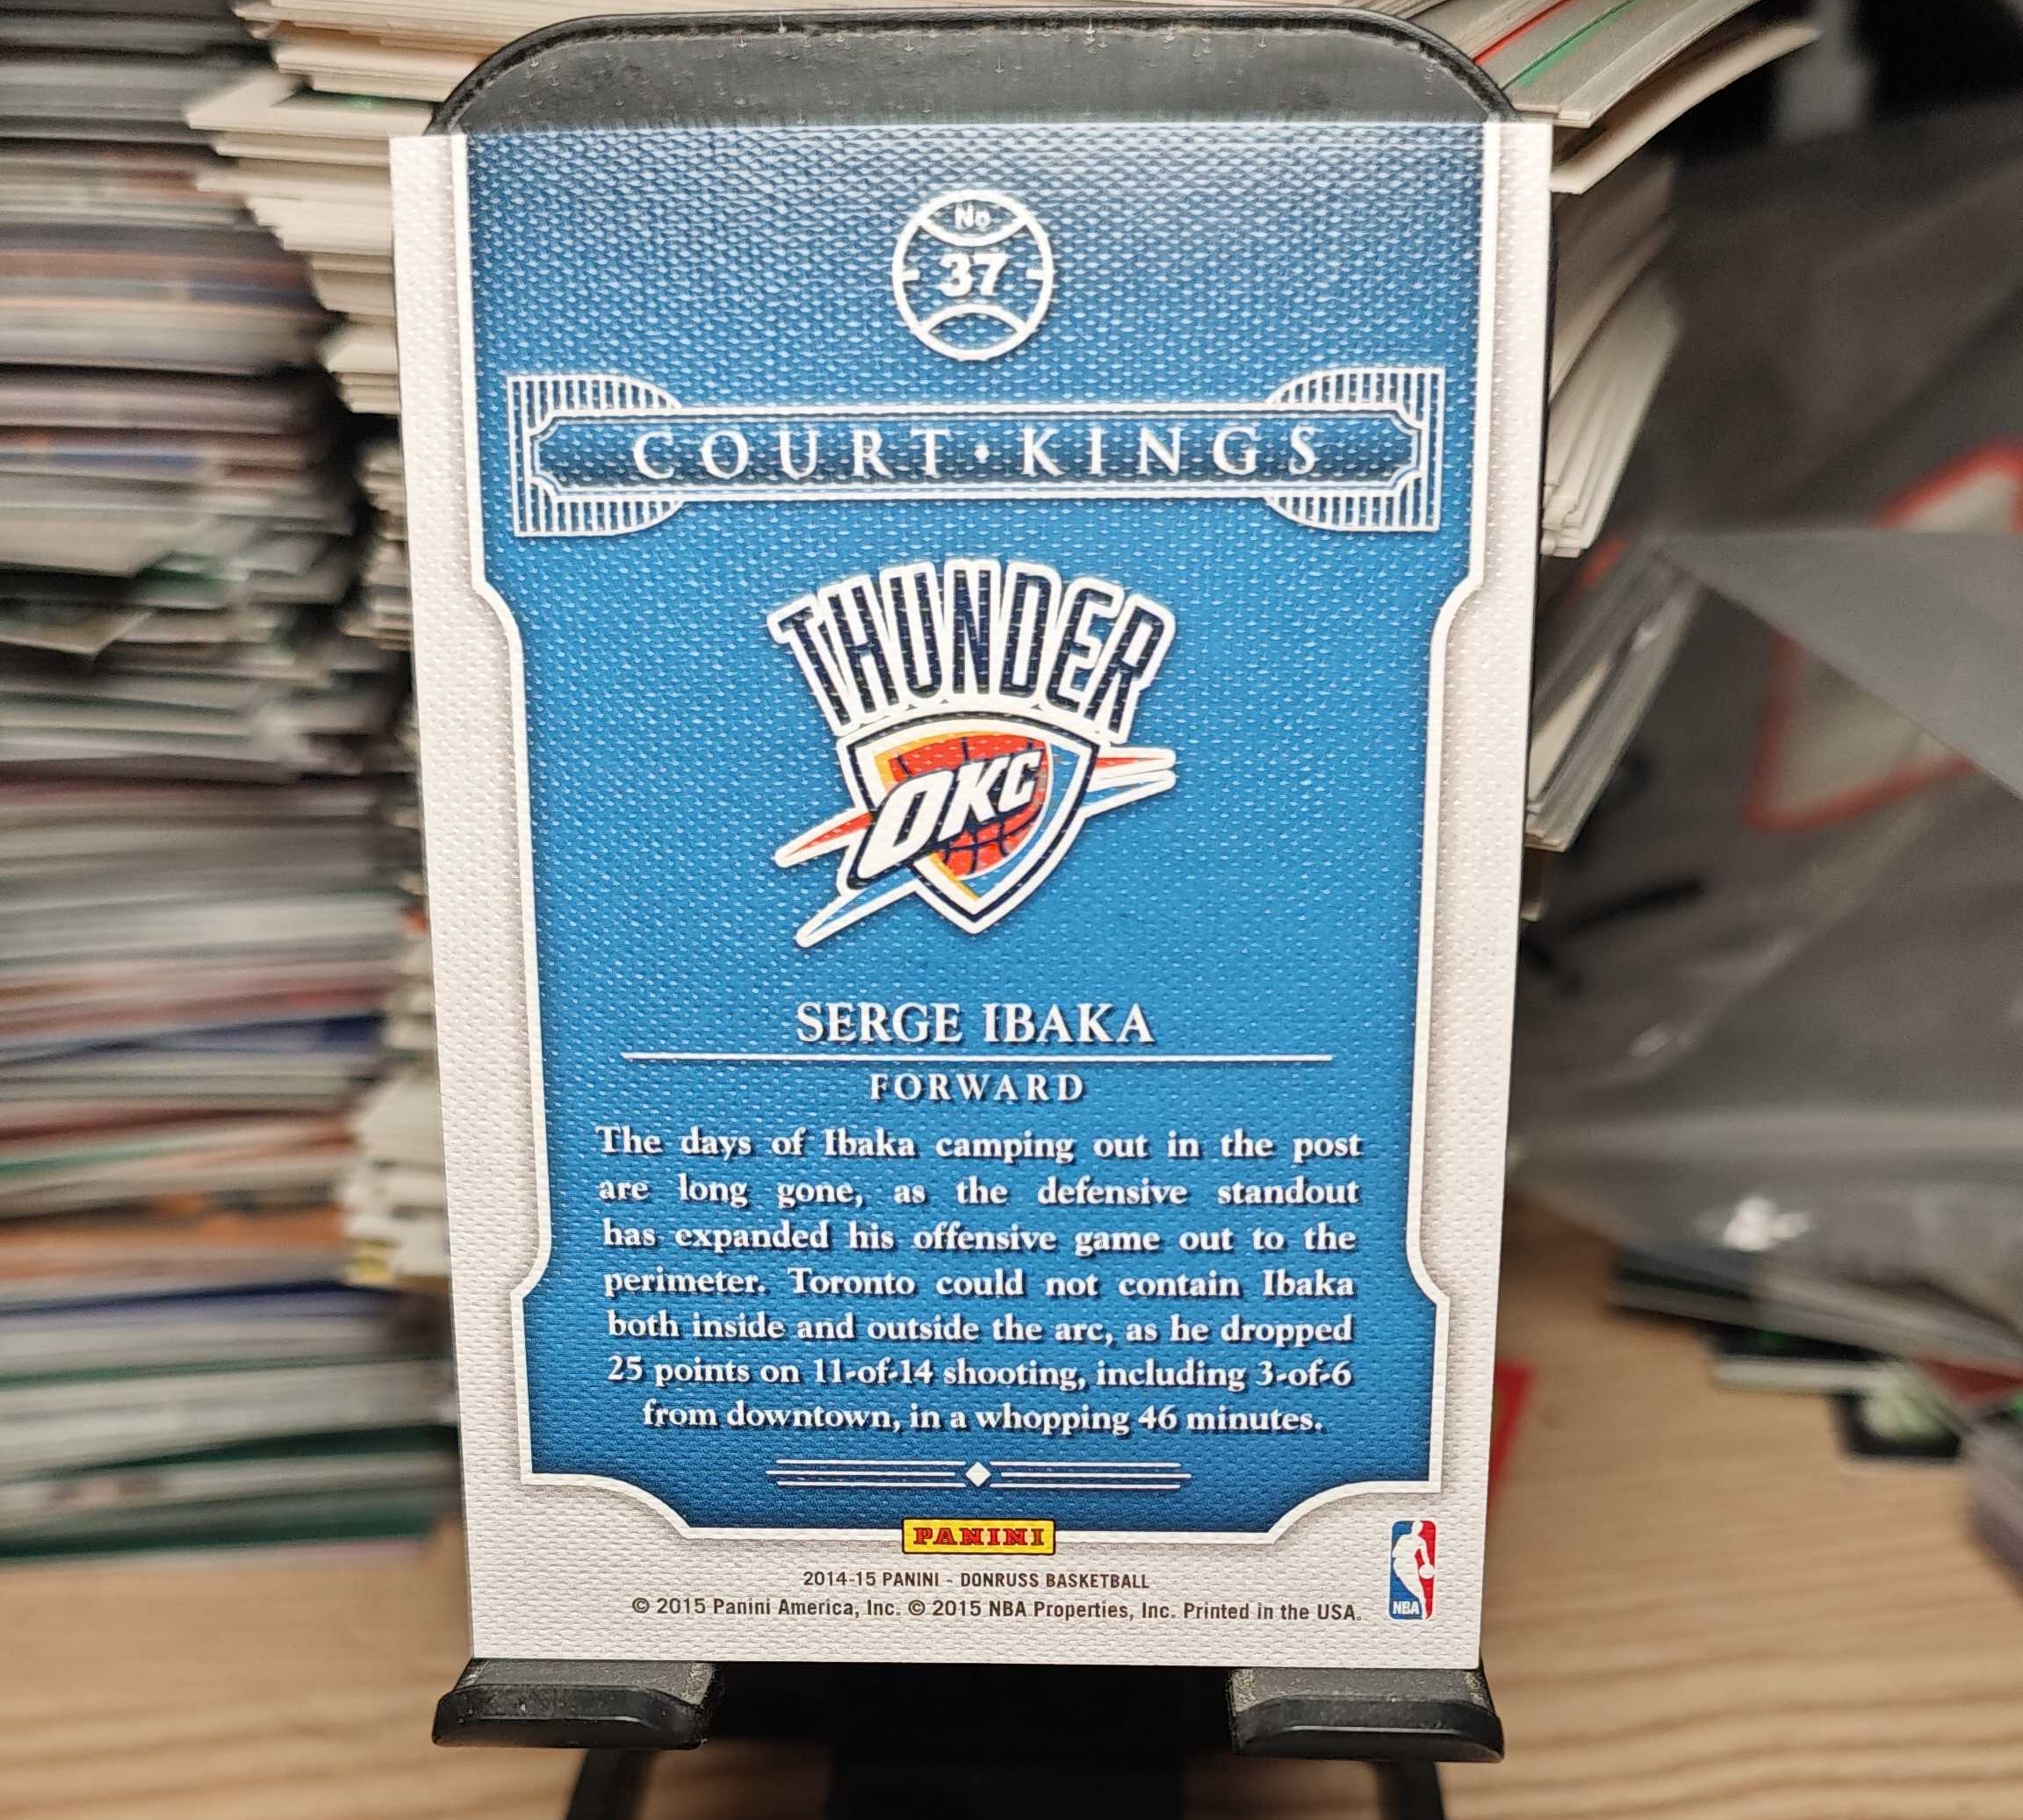 No
37
COURT • KINGS
THUNDER
OKC
SERGE IBAKA
FORWARD
The days of Ibaka camping out in the post
are long gone, as the defensive standout
has expanded his offensive game out to the
perimeter. Toronto could not contain Ibaka
both inside and outside the arc, as he dropped
25 points on 11-of-14 shooting, including 3-of-6
from downtown, in a whopping 46 minutes.
PANINI
2014-15 PANINI - DONRUSS BASKETBALL
© 2015 Panini America, Inc. © 2015 NBA Properties, Inc. Printed in the USA.
NBA